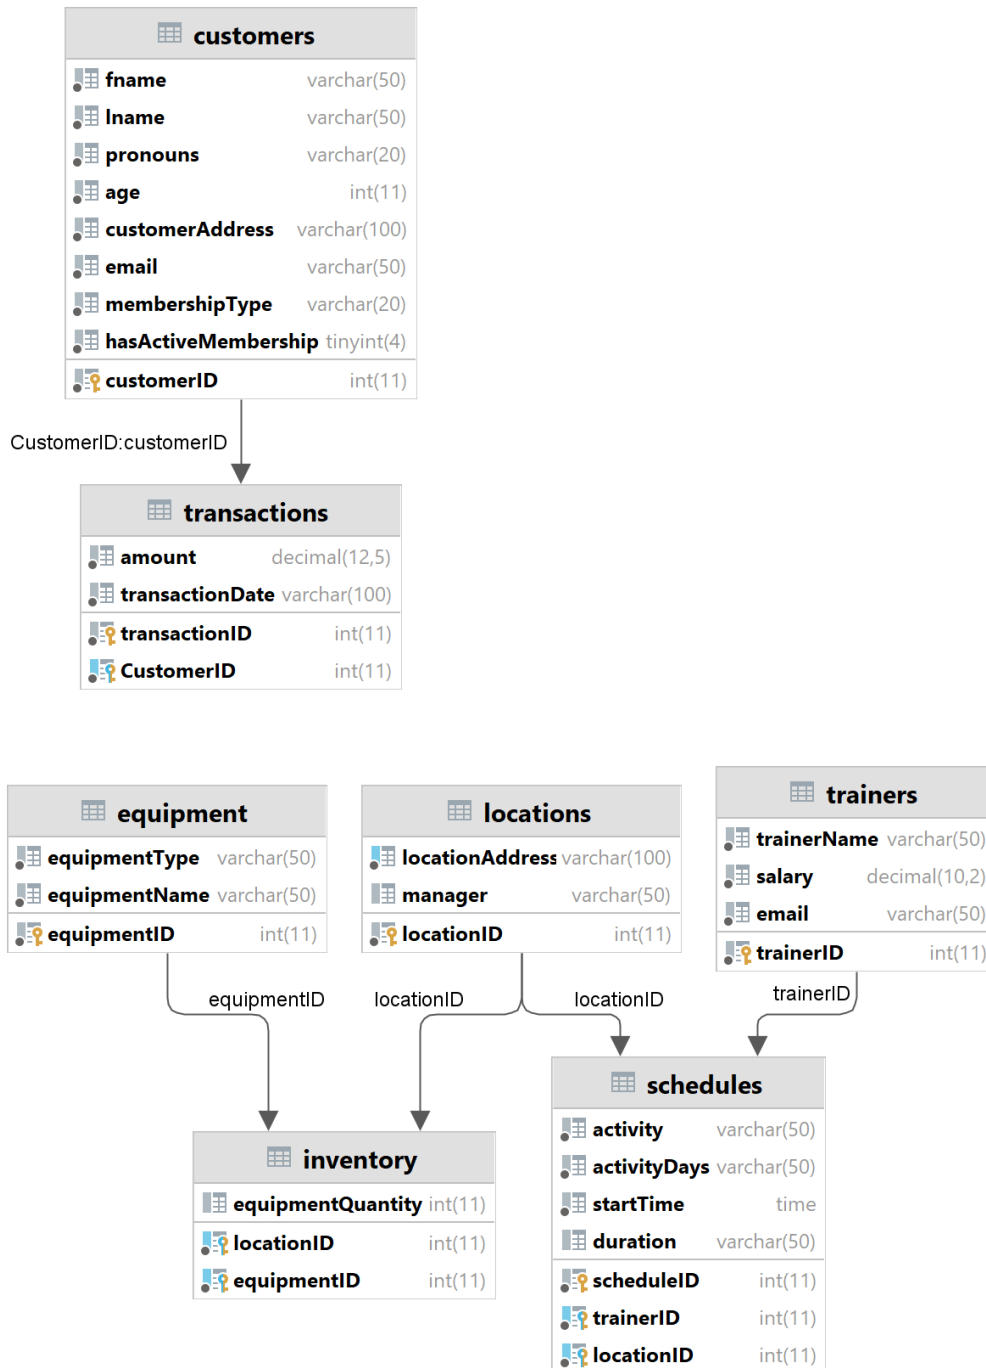 customers
fname varchar(50)
lname varchar(50)
pronouns varchar(20)
age int(11)
customerAddress varchar(100)
email varchar(50)
membershipType varchar(20)
hasActiveMembership tinyint(4)
customerID int(11)
CustomerID:customerID
transactions
amount decimal(12,5)
transactionDate varchar(100)
transactionID int(11)
CustomerID int(11)
equipment
equipmentType varchar(50)
equipmentName varchar(50)
equipmentID int(11)
locations
locationAddress varchar(100)
manager varchar(50)
locationID int(11)
trainers
trainerName varchar(50)
salary decimal(10,2)
email varchar(50)
trainerID int(11)
equipmentID
locationID
locationID
trainerID
inventory
equipmentQuantity int(11)
locationID int(11)
equipmentID int(11)
schedules
activity varchar(50)
activityDays varchar(50)
startTime time
duration varchar(50)
scheduleID int(11)
trainerID int(11)
locationID int(11)